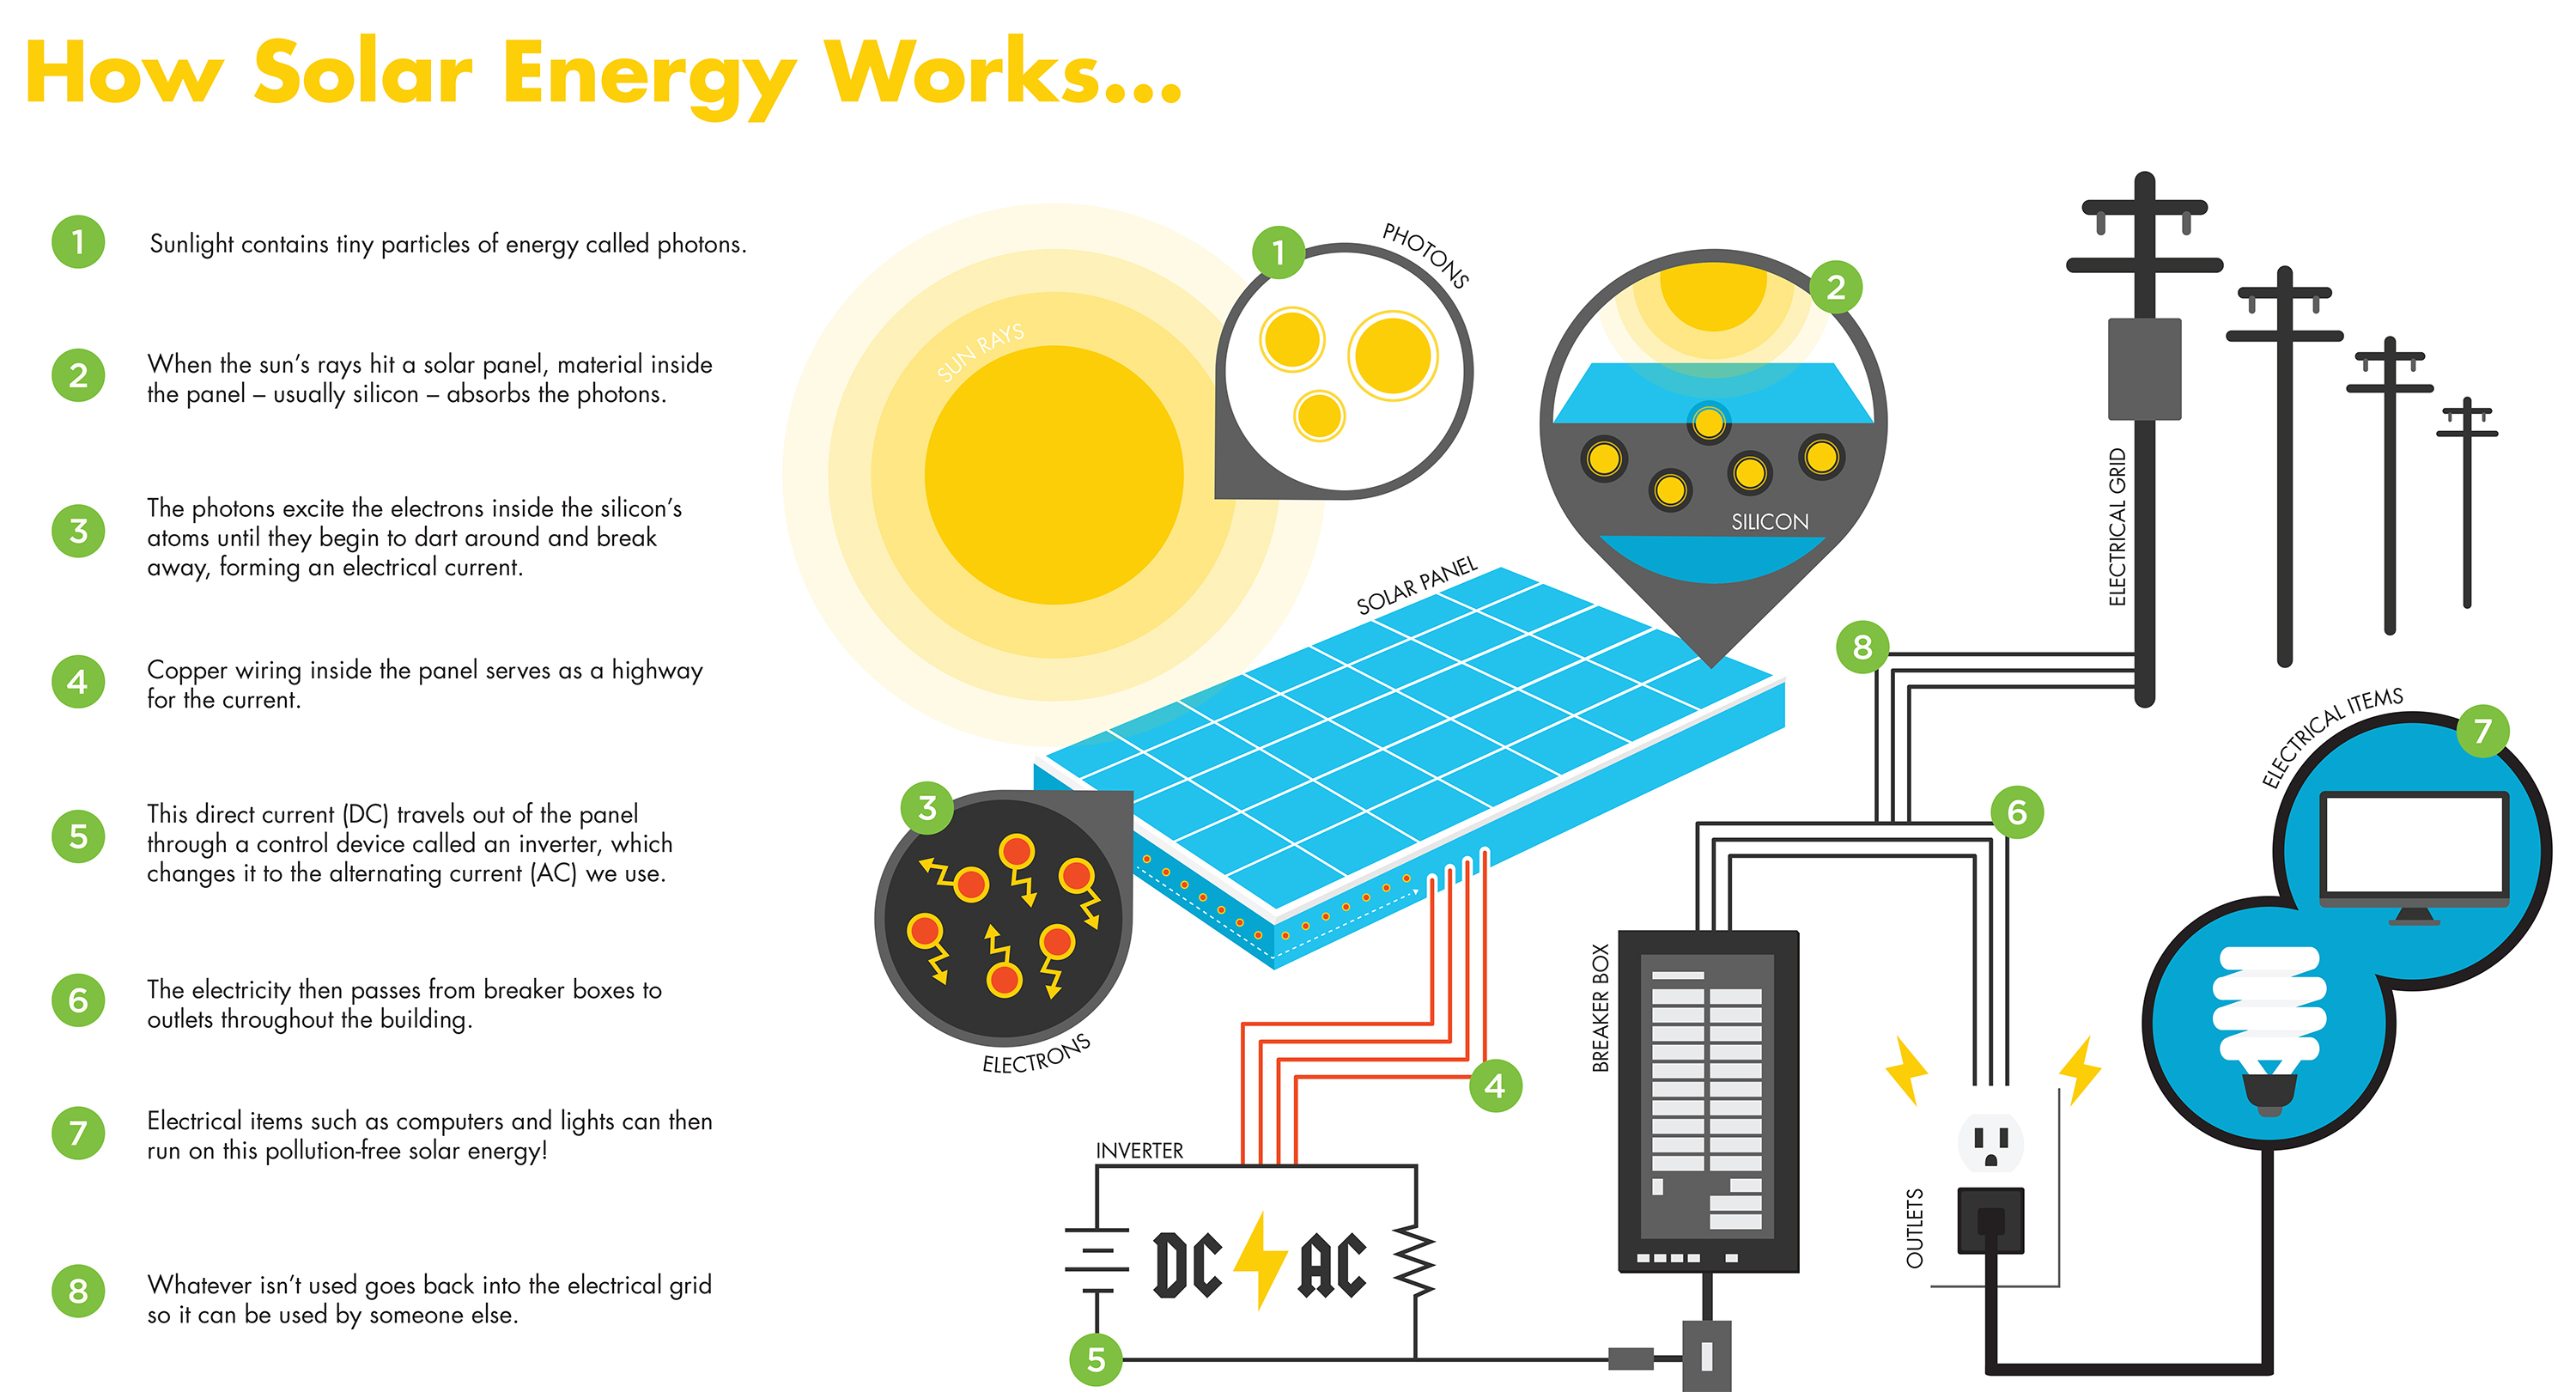 How Solar Energy Works...
1
Sunlight contains tiny particles of energy called photons.
2
When the sun’s rays hit a solar panel, material inside
the panel – usually silicon – absorbs the photons.
3
The photons excite the electrons inside the silicon’s
atoms until they begin to dart around and break
away, forming an electrical current.
4
Copper wiring inside the panel serves as a highway
for the current.
5
This direct current (DC) travels out of the panel
through a control device called an inverter, which
changes it to the alternating current (AC) we use.
6
The electricity then passes from breaker boxes to
outlets throughout the building.
7
Electrical items such as computers and lights can then
run on this pollution-free solar energy!
8
Whatever isn’t used goes back into the electrical grid
so it can be used by someone else.
SUN RAYS
1
PHOTONS
2
SILICON
SOLAR PANEL
3
ELECTRONS
4
INVERTER
DC AC
5
BREAKER BOX
6
OUTLETS
7
ELECTRICAL ITEMS
8
ELECTRICAL GRID